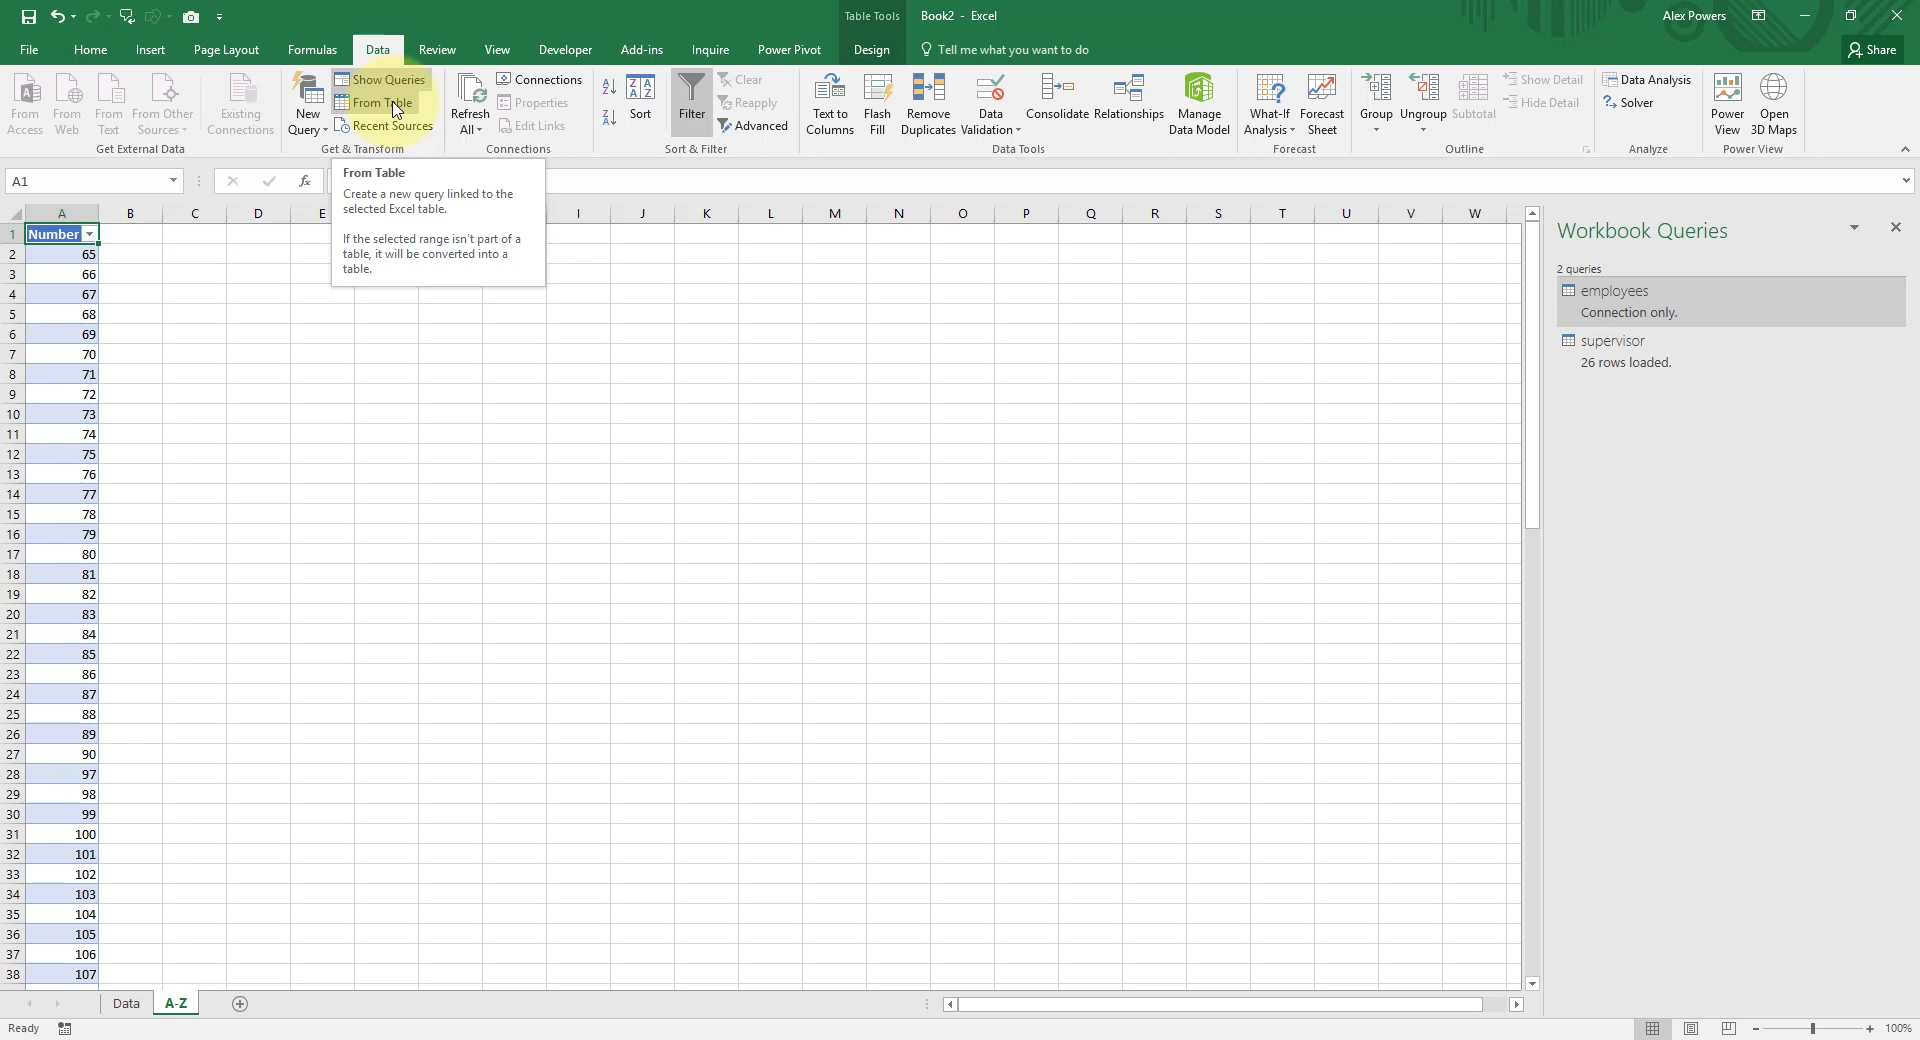 Table Tools
Book2 - Excel
Alex Powers
File Home Insert Page Layout Formulas Data Review View Developer Add-ins Inquire Power Pivot Design Tell me what you want to do Share
From Access
From Web
From Text
From Other Sources
Existing Connections
Get External Data
New Query
Show Queries
From Table
Recent Sources
Get & Transform
Refresh All
Connections
Properties
Edit Links
Connections
Sort
Filter
Clear
Reapply
Advanced
Sort & Filter
Text to Columns
Flash Fill
Remove Duplicates
Data Validation
Consolidate
Relationships
Manage Data Model
Data Tools
What-If Analysis
Forecast Sheet
Forecast
Group
Ungroup
Subtotal
Show Detail
Hide Detail
Outline
Data Analysis
Solver
Analyze
Power View
Open 3D Maps
Power View
A1
fx
From Table
Create a new query linked to the
selected Excel table.
If the selected range isn't part of a
table, it will be converted into a
table.
A B C D E I J K L M N O P Q R S T U V W
1 Number
2 65
3 66
4 67
5 68
6 69
7 70
8 71
9 72
10 73
11 74
12 75
13 76
14 77
15 78
16 79
17 80
18 81
19 82
20 83
21 84
22 85
23 86
24 87
25 88
26 89
27 90
28 97
29 98
30 99
31 100
32 101
33 102
34 103
35 104
36 105
37 106
38 107
Workbook Queries
2 queries
employees
Connection only.
supervisor
26 rows loaded.
Data A-Z
Ready
100%